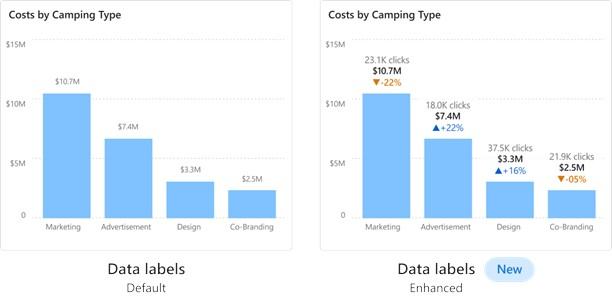 Costs by Camping Type
$15M
$10M
$5M
0
$10.7M
$7.4M
$3.3M
$2.5M
Marketing
Advertisement
Design
Co-Branding
Data labels
Default
Costs by Camping Type
$15M
$10M
$5M
0
23.1K clicks
$10.7M
▼-22%
18.0K clicks
$7.4M
▲+22%
37.5K clicks
$3.3M
▲+16%
21.9K clicks
$2.5M
▼-05%
Marketing
Advertisement
Design
Co-Branding
Data labels New
Enhanced